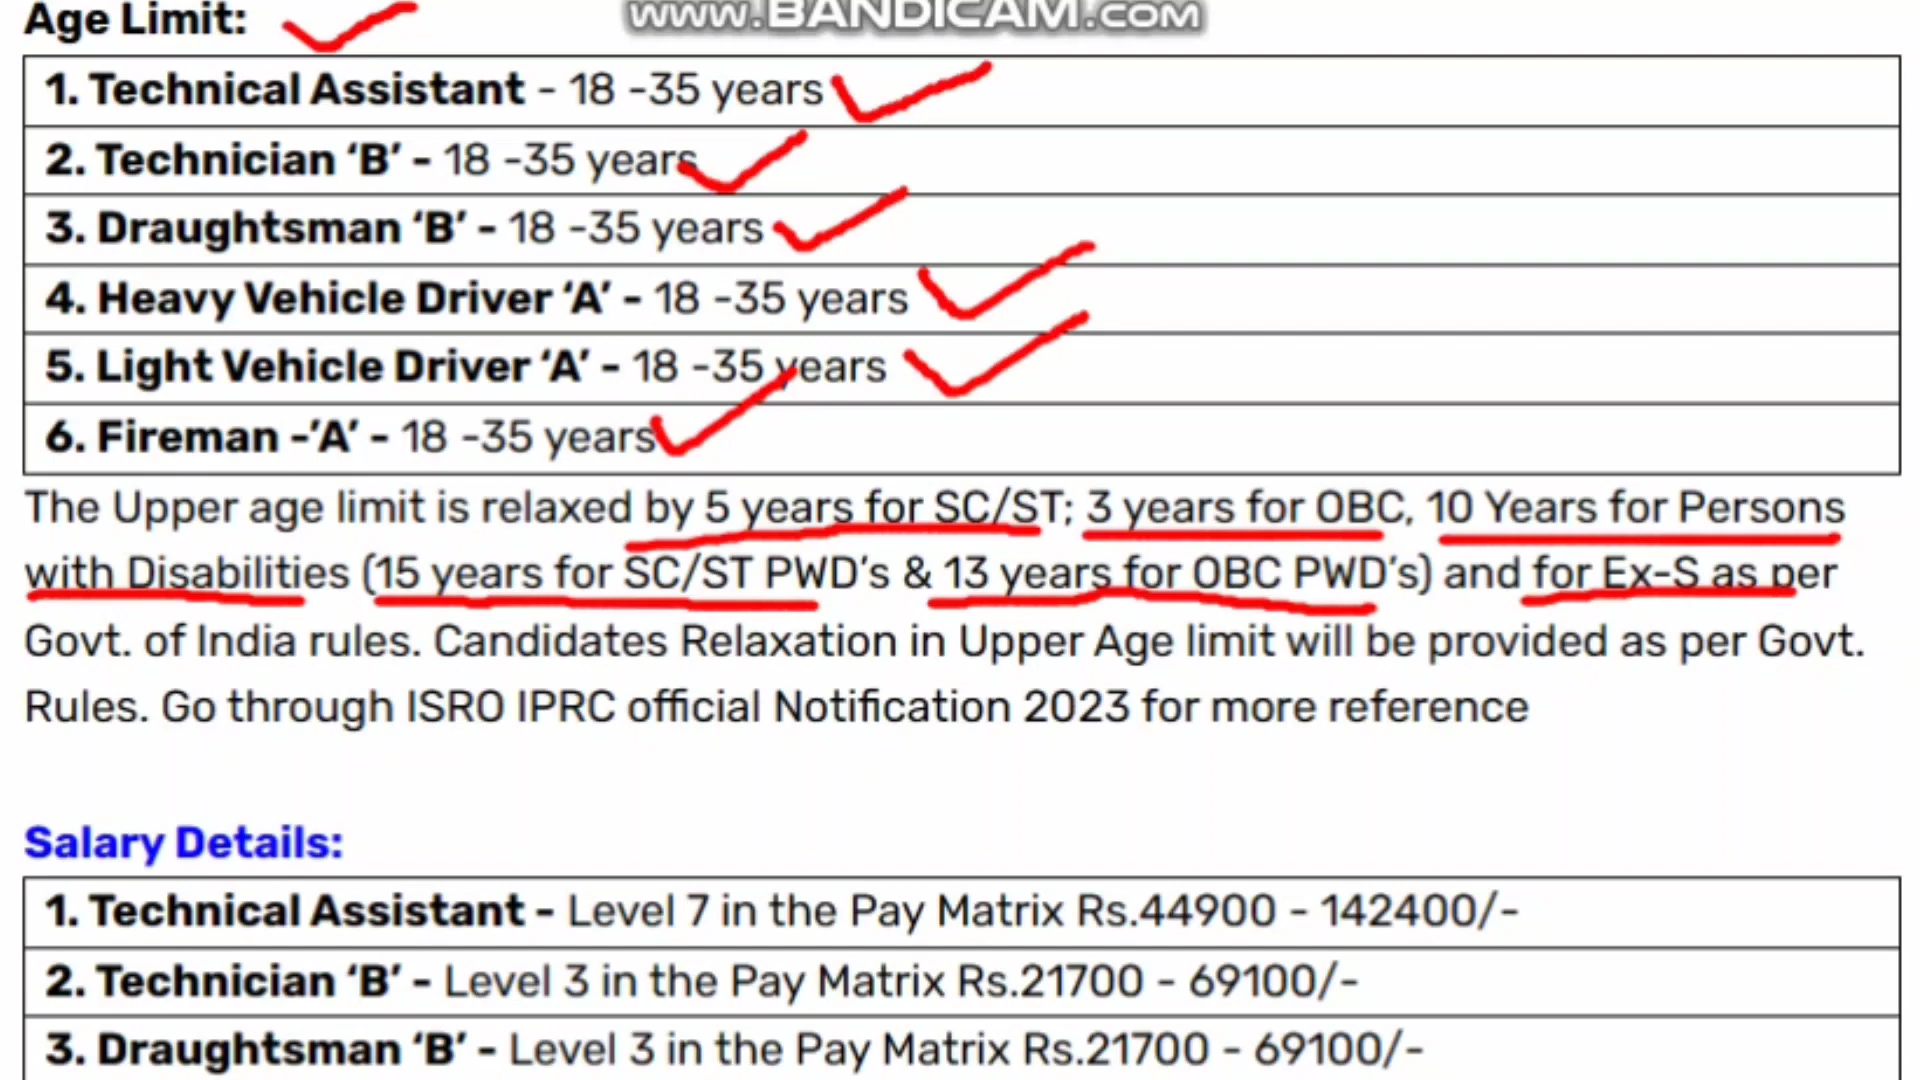 Age Limit:
www.BANDICAM.com
1. Technical Assistant - 18 -35 years
2. Technician ‘B’ - 18 -35 years
3. Draughtsman ‘B’ - 18 -35 years
4. Heavy Vehicle Driver ‘A’ - 18 -35 years
5. Light Vehicle Driver ‘A’ - 18 -35 years
6. Fireman -’A’ - 18 -35 years
The Upper age limit is relaxed by 5 years for SC/ST; 3 years for OBC, 10 Years for Persons
with Disabilities (15 years for SC/ST PWD’s & 13 years for OBC PWD’s) and for Ex-S as per
Govt. of India rules. Candidates Relaxation in Upper Age limit will be provided as per Govt.
Rules. Go through ISRO IPRC official Notification 2023 for more reference
Salary Details:
1. Technical Assistant - Level 7 in the Pay Matrix Rs.44900 - 142400/-
2. Technician ‘B’ - Level 3 in the Pay Matrix Rs.21700 - 69100/-
3. Draughtsman ‘B’ - Level 3 in the Pay Matrix Rs.21700 - 69100/-